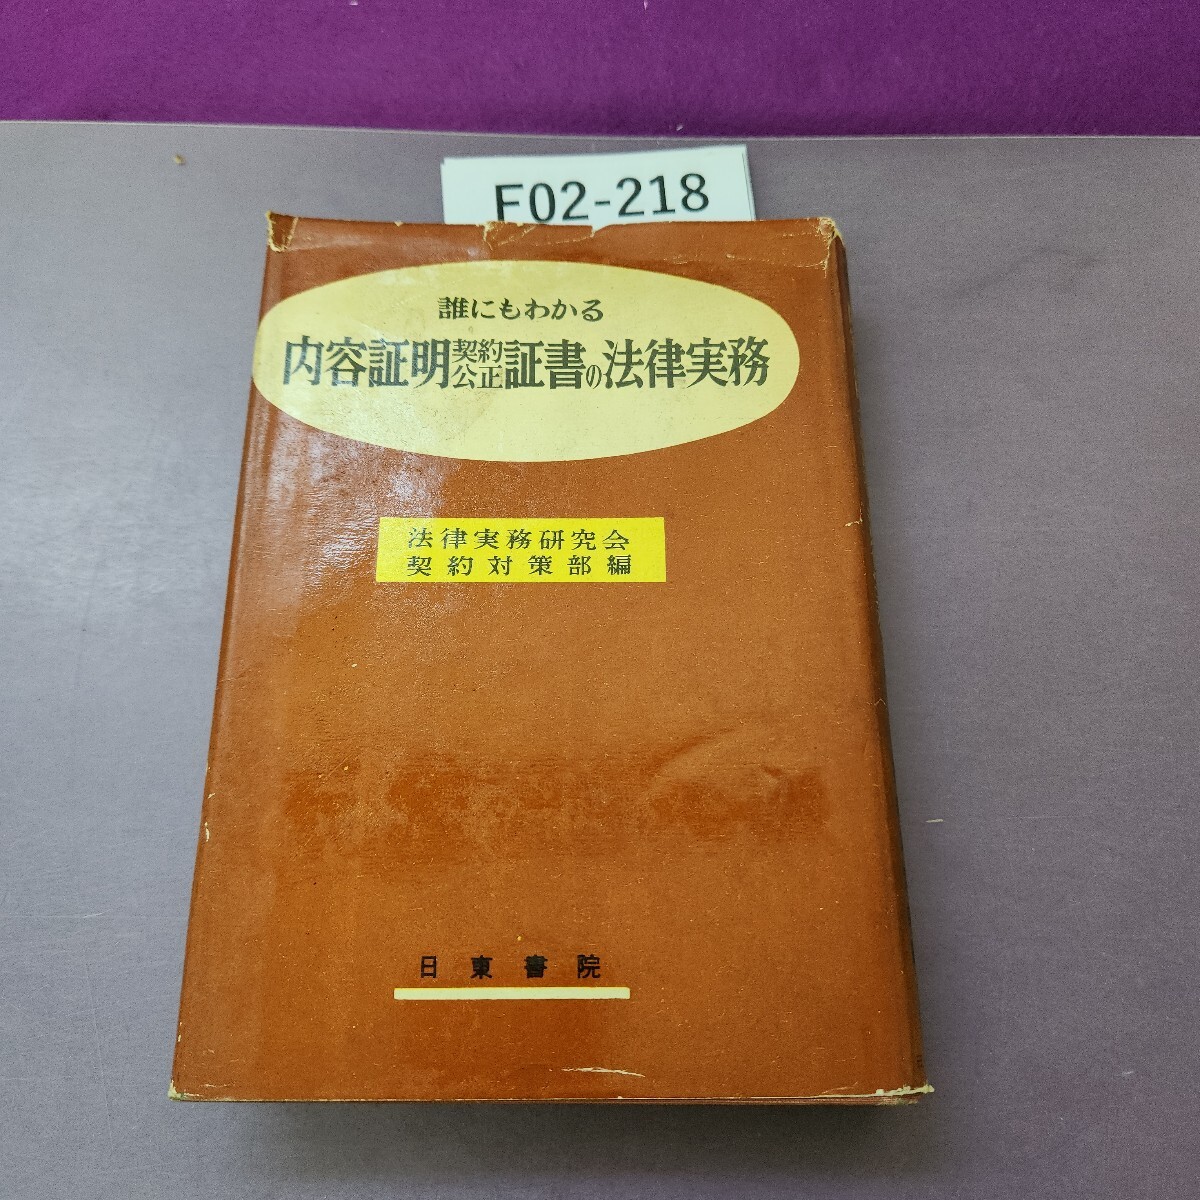 F02-218
誰にもわかる
内容証明契約公正証書の法律実務
法律実務研究会
契約対策部編
日東書院